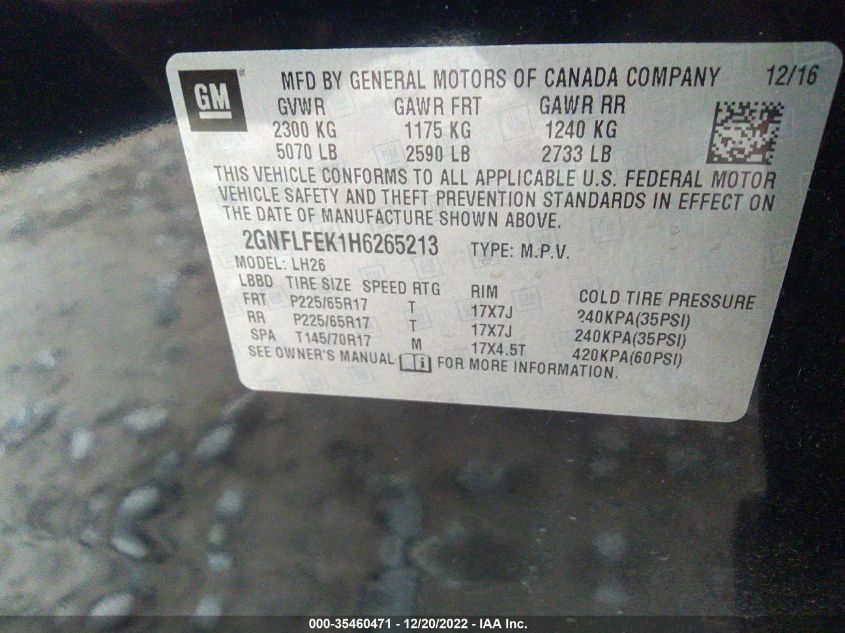 GM
MFD BY GENERAL MOTORS OF CANADA COMPANY 12/16
GVWR GAWR FRT GAWR RR
2300 KG 1175 KG 1240 KG
5070 LB 2590 LB 2733 LB
THIS VEHICLE CONFORMS TO ALL APPLICABLE U.S. FEDERAL MOTOR
VEHICLE SAFETY AND THEFT PREVENTION STANDARDS IN EFFECT ON
THE DATE OF MANUFACTURE SHOWN ABOVE.
2GNFLFEK1H6265213 TYPE: M.P.V.
MODEL: LH26
LBBD TIRE SIZE SPEED RTG RIM COLD TIRE PRESSURE
FRT P225/65R17 T 17X7J 240KPA(35PSI)
RR P225/65R17 T 17X7J 240KPA(35PSI)
SPA T145/70R17 M 17X4.5T 420KPA(60PSI)
SEE OWNER'S MANUAL FOR MORE INFORMATION.
000-35460471 - 12/20/2022 - IAA Inc.